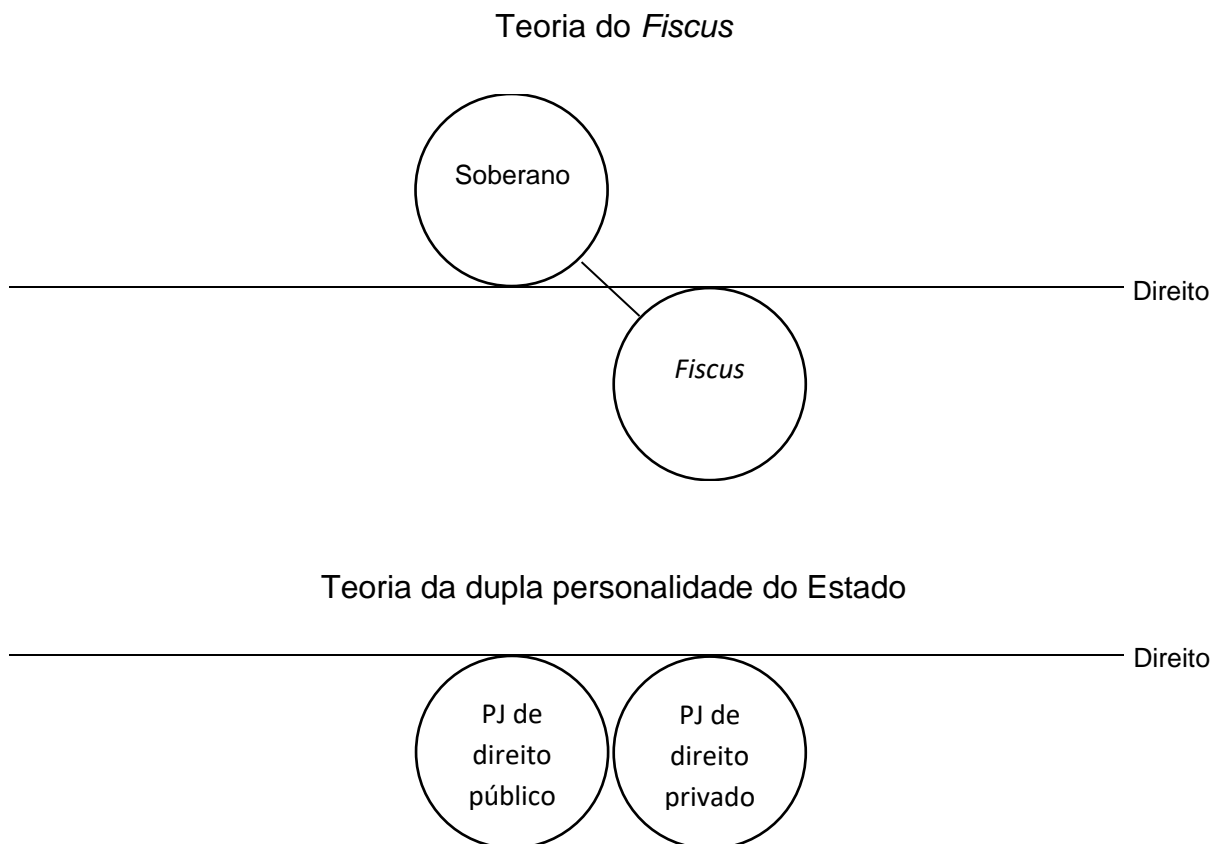 Teoria do Fiscus
Soberano
Direito
Fiscus
Teoria da dupla personalidade do Estado
Direito
PJ de
direito
público
PJ de
direito
privado